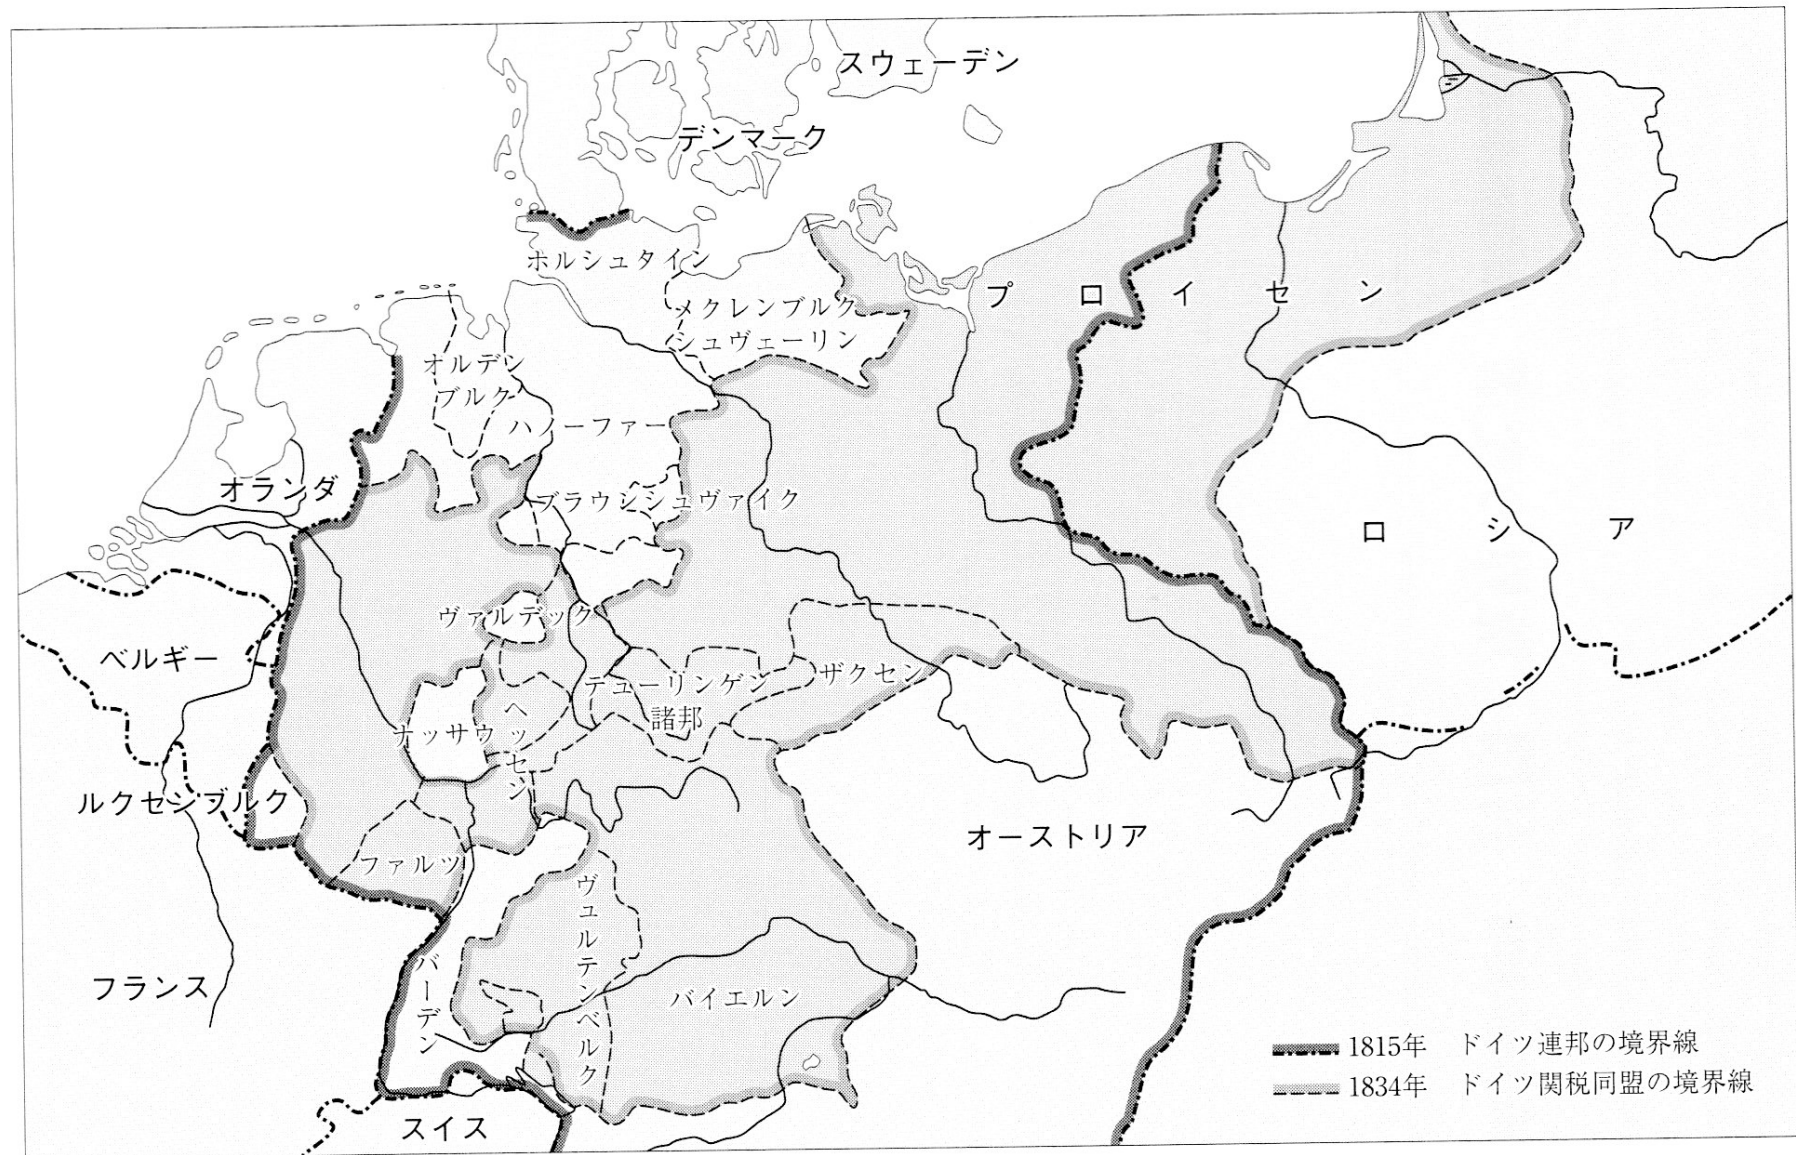 スウェーデン
デンマーク
ホルシュタイン
メクレンブルク
シュヴェーリン
プロイセン
オルデン
ブルク
ハノーファー
オランダ
ブラウンシュヴァイク
ロシア
ヴァルデック
ベルギー
テューリンゲン
諸邦
ザクセン
ナッサウ
ヘッセン
ルクセンブルク
オーストリア
ファルツ
ヴュルテンベルク
バーデン
フランス
バイエルン
スイス
1815年 ドイツ連邦の境界線
1834年 ドイツ関税同盟の境界線